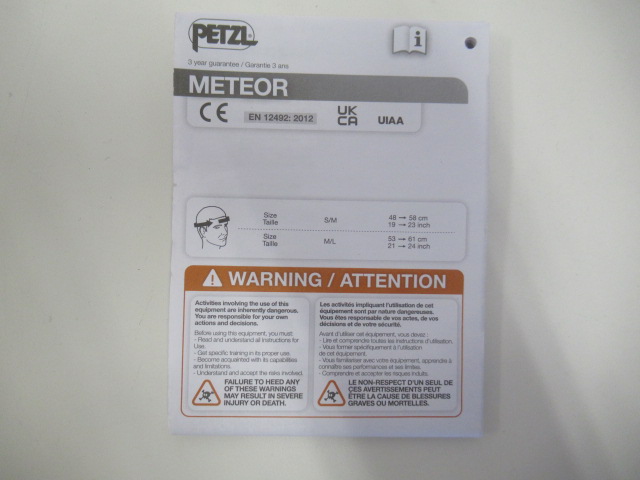 PETZL
3 year guarantee / Garantie 3 ans
METEOR
CE EN 12492: 2012 UK CA UIAA
Size
Taille
S/M
48 → 58 cm
19 → 23 inch
Size
Taille
M/L
53 → 61 cm
21 → 24 inch
WARNING / ATTENTION
Activities involving the use of this
equipment are inherently dangerous.
You are responsible for your own
actions and decisions.
Before using this equipment, you must:
- Read and understand all Instructions for
Use.
- Get specific training in its proper use.
- Become acquainted with its capabilities
and limitations.
- Understand and accept the risks involved.
FAILURE TO HEED ANY
OF THESE WARNINGS
MAY RESULT IN SEVERE
INJURY OR DEATH.
Les activités impliquant l'utilisation de cet
équipement sont par nature dangereuses.
Vous êtes responsable de vos actes, de vos
décisions et de votre sécurité.
Avant d'utiliser cet équipement, vous devez :
- Lire et comprendre toutes les instructions d'utilisation.
- Vous former spécifiquement à l'utilisation
de cet équipement.
- Vous familiariser avec votre équipement, apprendre à
connaître ses performances et ses limites.
- Comprendre et accepter les risques induits.
LE NON-RESPECT D'UN SEUL DE
CES AVERTISSEMENTS PEUT
ÊTRE LA CAUSE DE BLESSURES
GRAVES OU MORTELLES.